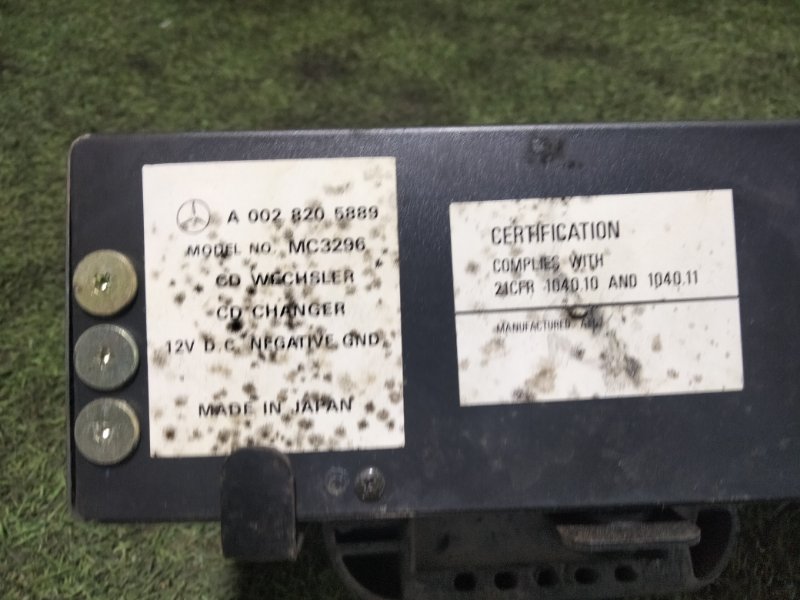 A 002 820 5889
MODEL NO. MC3296
CD WECHSLER
CD CHANGER
12V D.C. NEGATIVE GND.
MADE IN JAPAN
CERTIFICATION
COMPLIES WITH
21CFR 1040.10 AND 1040.11
MANUFACTURED